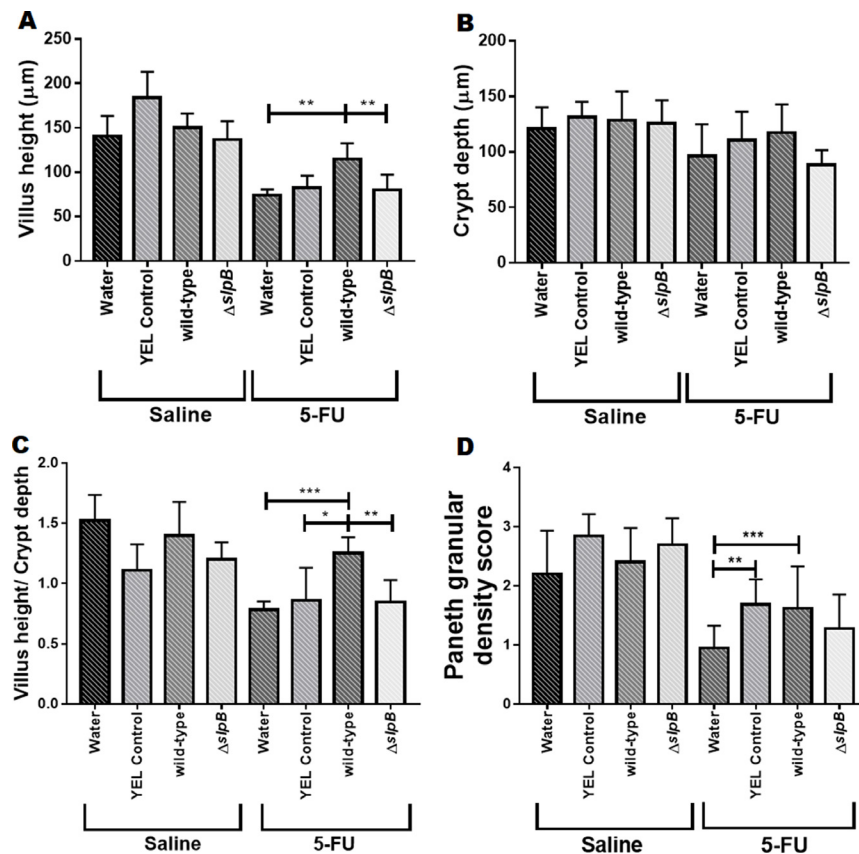 A
Villus height (μm)
250
200
150
100
50
0
** **
Water
YEL Control
wild-type
ΔslpB
Water
YEL Control
wild-type
ΔslpB
Saline
5-FU
B
Crypt depth (μm)
200
150
100
50
0
Water
YEL Control
wild-type
ΔslpB
Water
YEL Control
wild-type
ΔslpB
Saline
5-FU
C
Villus height/ Crypt depth
2.0
1.5
1.0
0.5
0.0
***
* **
Water
YEL Control
wild-type
ΔslpB
Water
YEL Control
wild-type
ΔslpB
Saline
5-FU
D
Paneth granular
density score
4
3
2
1
0
***
**
Water
YEL Control
wild-type
ΔslpB
Water
YEL Control
wild-type
ΔslpB
Saline
5-FU